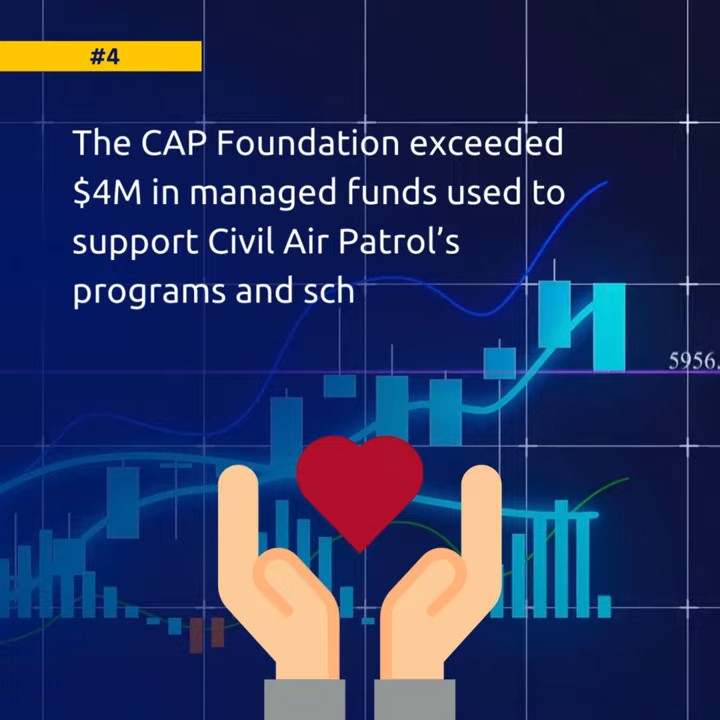 #4
The CAP Foundation exceeded
$4M in managed funds used to
support Civil Air Patrol’s
programs and sch
5956.